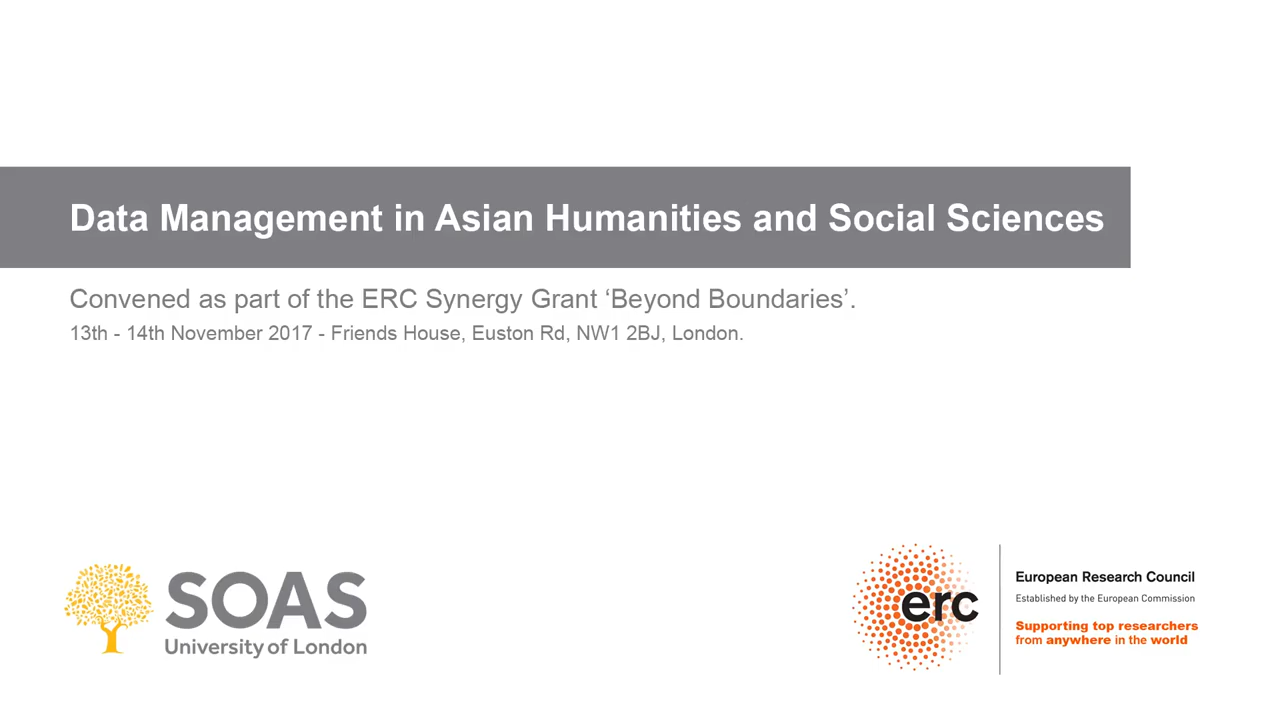 Data Management in Asian Humanities and Social Sciences
Convened as part of the ERC Synergy Grant ‘Beyond Boundaries’.
13th - 14th November 2017 - Friends House, Euston Rd, NW1 2BJ, London.
SOAS
University of London
erc
European Research Council
Established by the European Commission
Supporting top researchers
from anywhere in the world